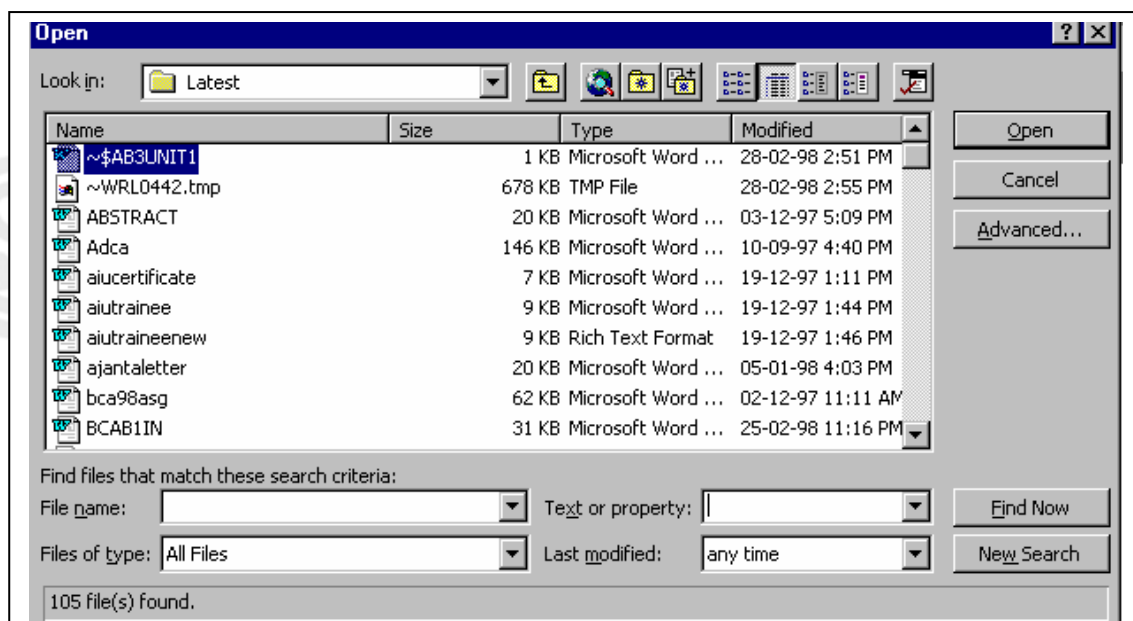 Open
Look in: Latest
Name Size Type Modified
~$AB3UNIT1 1 KB Microsoft Word ... 28-02-98 2:51 PM
~WRL0442.tmp 678 KB TMP File 28-02-98 2:55 PM
ABSTRACT 20 KB Microsoft Word ... 03-12-97 5:09 PM
Adca 146 KB Microsoft Word ... 10-09-97 4:40 PM
aiucertificate 7 KB Microsoft Word ... 19-12-97 1:11 PM
aiutrainee 9 KB Microsoft Word ... 19-12-97 1:44 PM
aiutraineenew 9 KB Rich Text Format 19-12-97 1:46 PM
ajantaletter 20 KB Microsoft Word ... 05-01-98 4:03 PM
bca98asg 62 KB Microsoft Word ... 02-12-97 11:11 AM
BCAB1IN 31 KB Microsoft Word ... 25-02-98 11:16 PM
Open
Cancel
Advanced...
Find files that match these search criteria:
File name: Text or property: Find Now
Files of type: All Files Last modified: any time New Search
105 file(s) found.